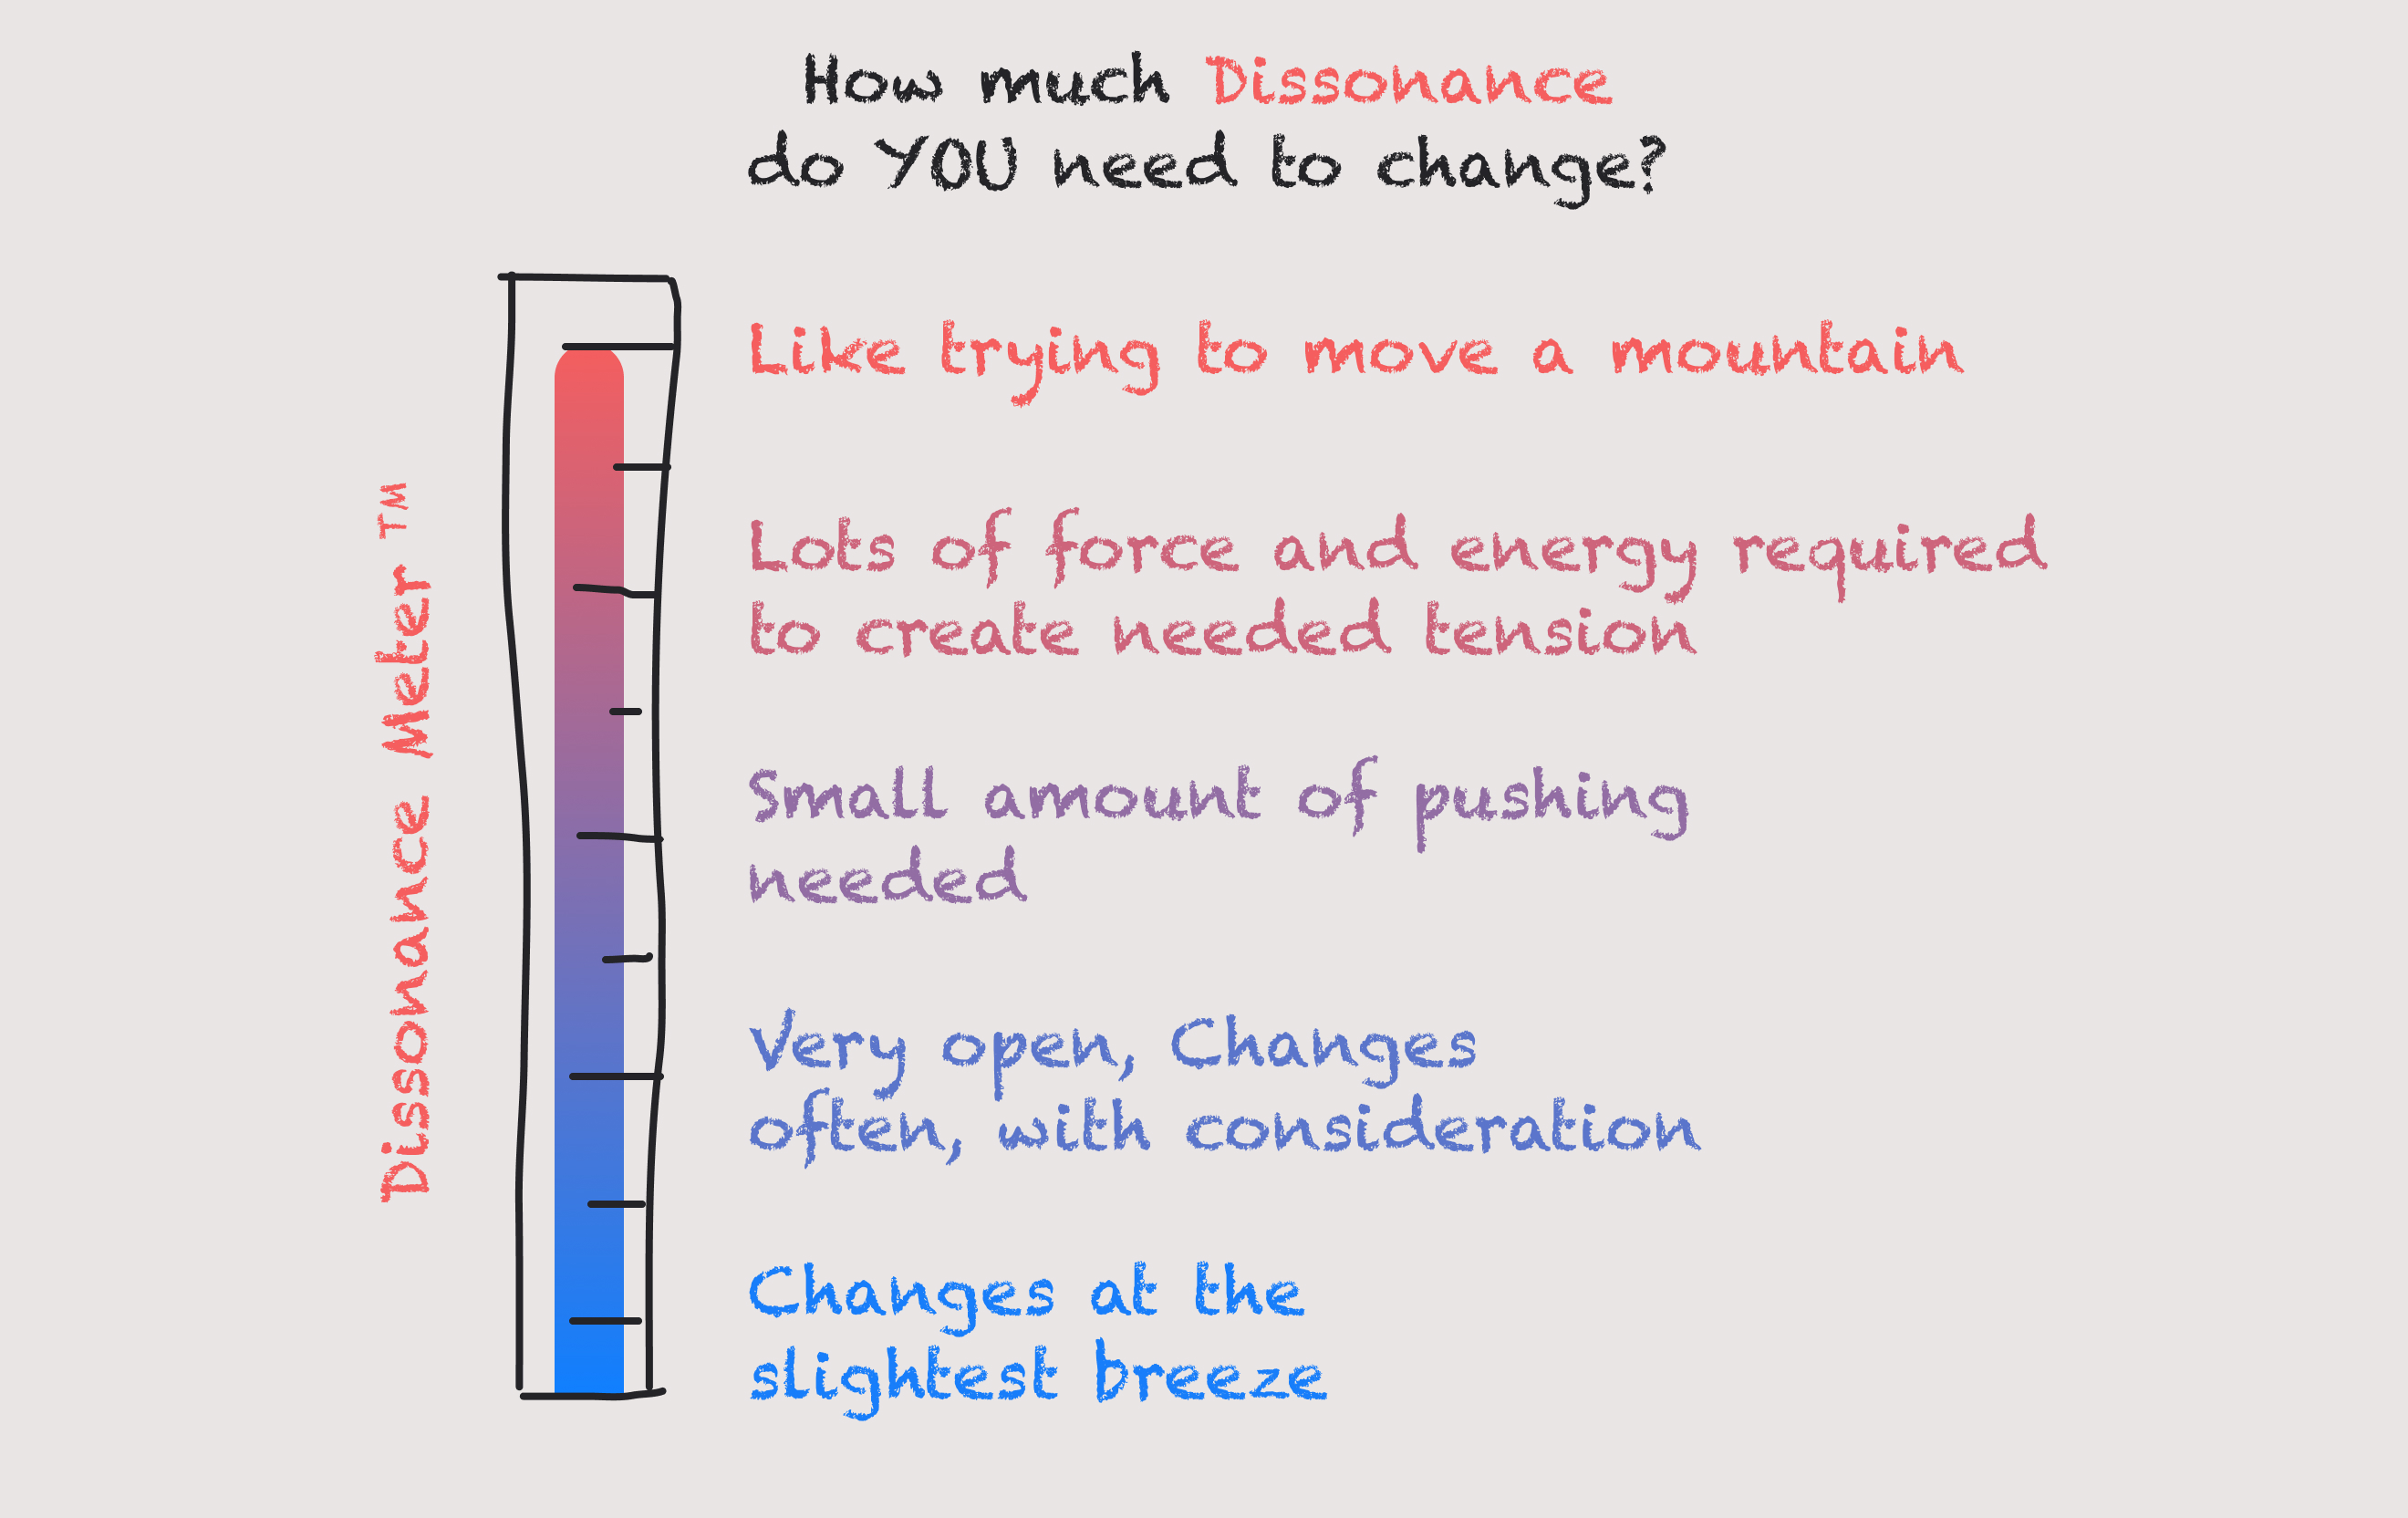 How much Dissonance
do YOU need to change?
Dissonance Meter ™
Like trying to move a mountain
Lots of force and energy required
to create needed tension
Small amount of pushing
needed
Very open, Changes
often, with consideration
Changes at the
slightest breeze